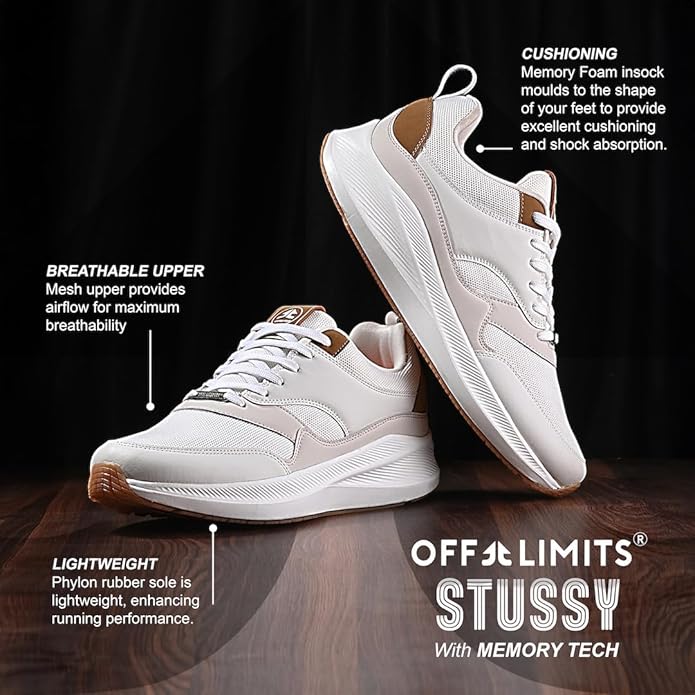 CUSHIONING
Memory Foam insock
moulds to the shape
of your feet to provide
excellent cushioning
and shock absorption.
BREATHABLE UPPER
Mesh upper provides
airflow for maximum
breathability
LIGHTWEIGHT
Phylon rubber sole is
lightweight, enhancing
running performance.
OFF LIMITS®
STUSSY
With MEMORY TECH